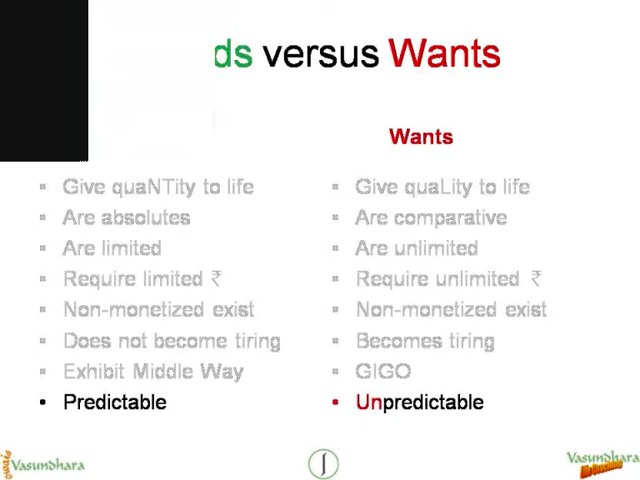 ds versus Wants
Wants
Give quaNTity to life
Are absolutes
Are limited
Require limited ₹
Non-monetized exist
Does not become tiring
Exhibit Middle Way
Predictable
Give quaLity to life
Are comparative
Are unlimited
Require unlimited ₹
Non-monetized exist
Becomes tiring
GIGO
Unpredictable
Vasundhara
Vasundhara